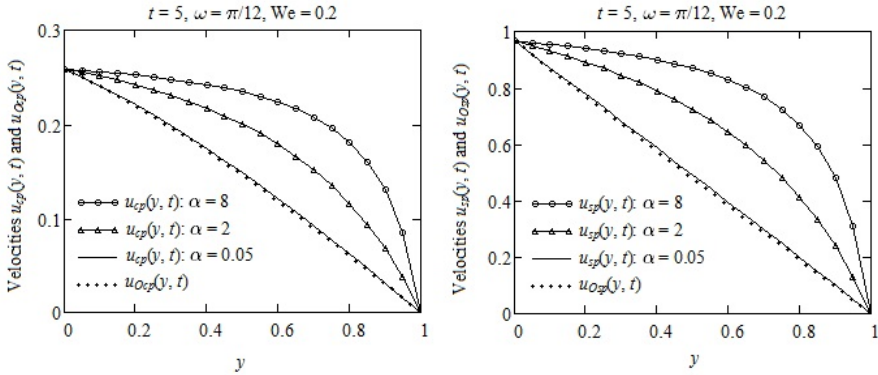 t = 5, ω = π/12, We = 0.2
Velocities u_cp(y, t) and u_Ocp(y, t)
0.3
0.2
0.1
0
u_cp(y, t): α = 8
u_cp(y, t): α = 2
u_cp(y, t): α = 0.05
u_Ocp(y, t)
0 0.2 0.4 0.6 0.8 1
y
t = 5, ω = π/12, We = 0.2
Velocities u_sp(y, t) and u_Osp(y, t)
1
0.8
0.6
0.4
0.2
0
u_sp(y, t): α = 8
u_sp(y, t): α = 2
u_sp(y, t): α = 0.05
u_Osp(y, t)
0 0.2 0.4 0.6 0.8 1
y